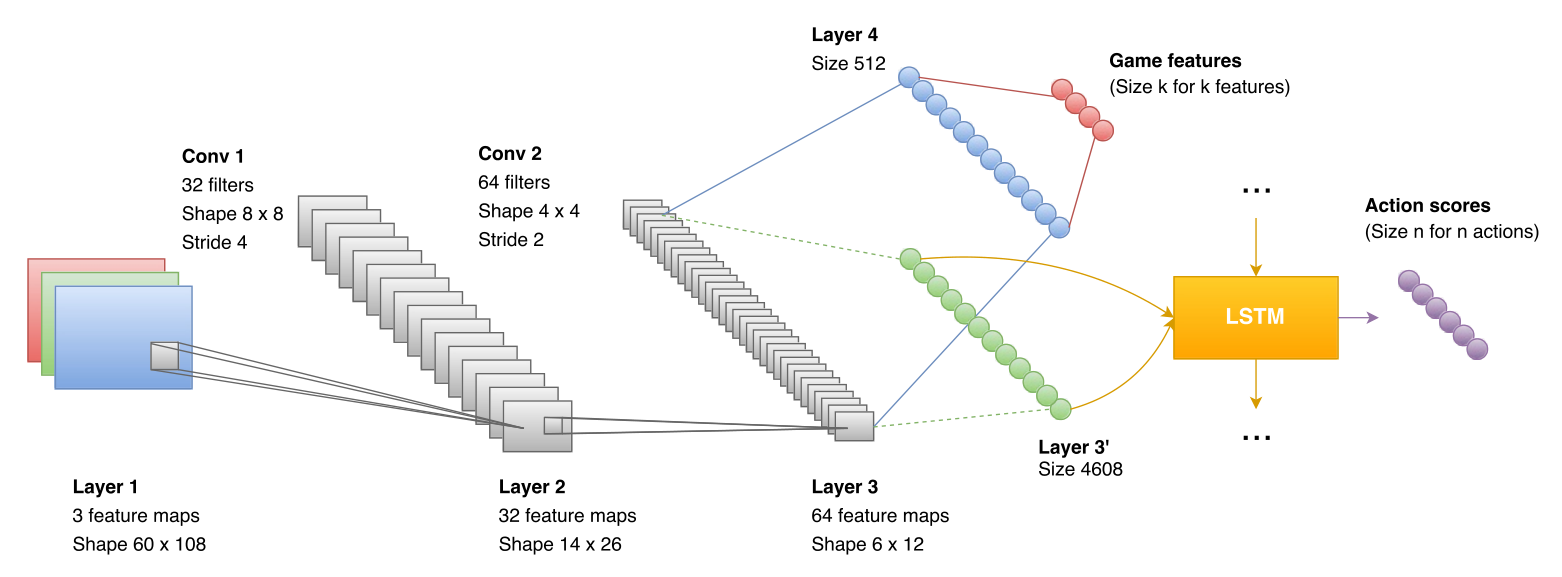 Layer 4
Size 512
Game features
(Size k for k features)
Conv 1
32 filters
Shape 8 x 8
Stride 4
Conv 2
64 filters
Shape 4 x 4
Stride 2
...
Action scores
(Size n for n actions)
LSTM
...
Layer 3'
Size 4608
Layer 1
3 feature maps
Shape 60 x 108
Layer 2
32 feature maps
Shape 14 x 26
Layer 3
64 feature maps
Shape 6 x 12